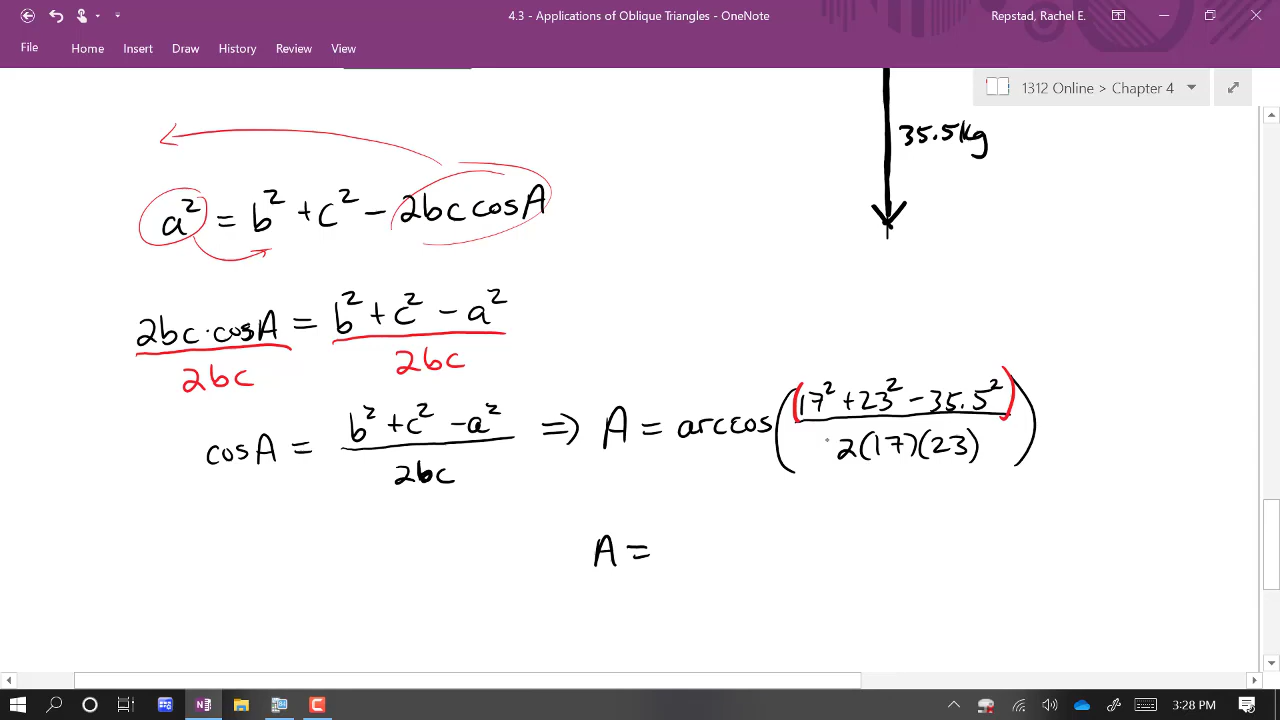 4.3 - Applications of Oblique Triangles - OneNote
Repstad, Rachel E.
File Home Insert Draw History Review View
1312 Online > Chapter 4
35.5kg
a² = b² + c² - 2bc cosA
2bc·cosA = b² + c² - a²
2bc 2bc
cosA = b² + c² - a² / 2bc ⇒ A = arccos((17² + 23² - 35.5²) / 2(17)(23))
A =
3:28 PM